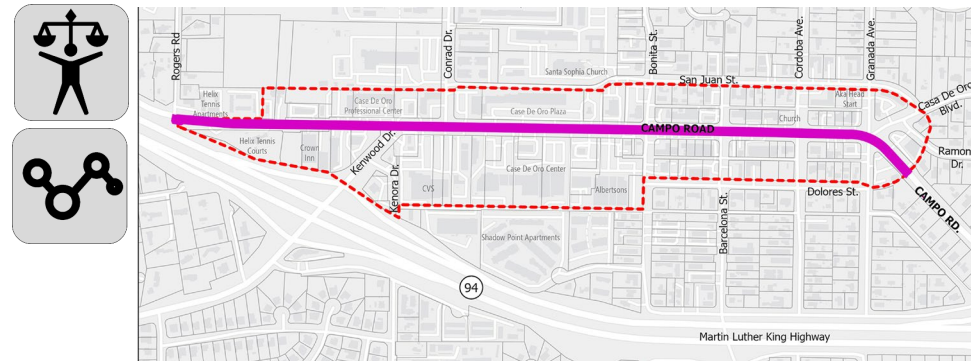 Rogers Rd
Conrad Dr.
Bonita St.
Cordoba Ave.
Granada Ave.
Santa Sophia Church
San Juan St.
Helix
Tennis
Apartments
Case De Oro
Professional Center
Case De Oro Plaza
Aka Head
Start
Casa De Oro
Blvd.
Church
CAMPO ROAD
Helix Tennis
Courts
Crown
Inn
Kenwood Dr.
Kenora Dr.
CVS
Case De Oro Center
Albertsons
Ramona
Dr.
Dolores St.
Barcelona St.
CAMPO RD.
Shadow Point Apartments
94
Martin Luther King Highway